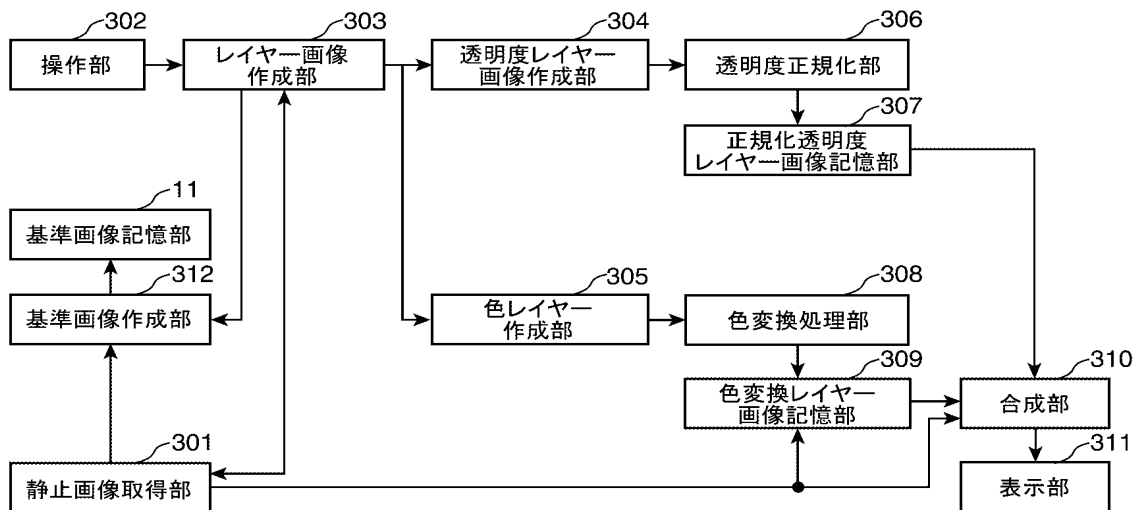 302
操作部
303
レイヤー画像
作成部
304
透明度レイヤー
画像作成部
306
透明度正規化部
307
正規化透明度
レイヤー画像記憶部
11
基準画像記憶部
312
基準画像作成部
305
色レイヤー
作成部
308
色変換処理部
309
色変換レイヤー
画像記憶部
310
合成部
311
表示部
301
静止画像取得部